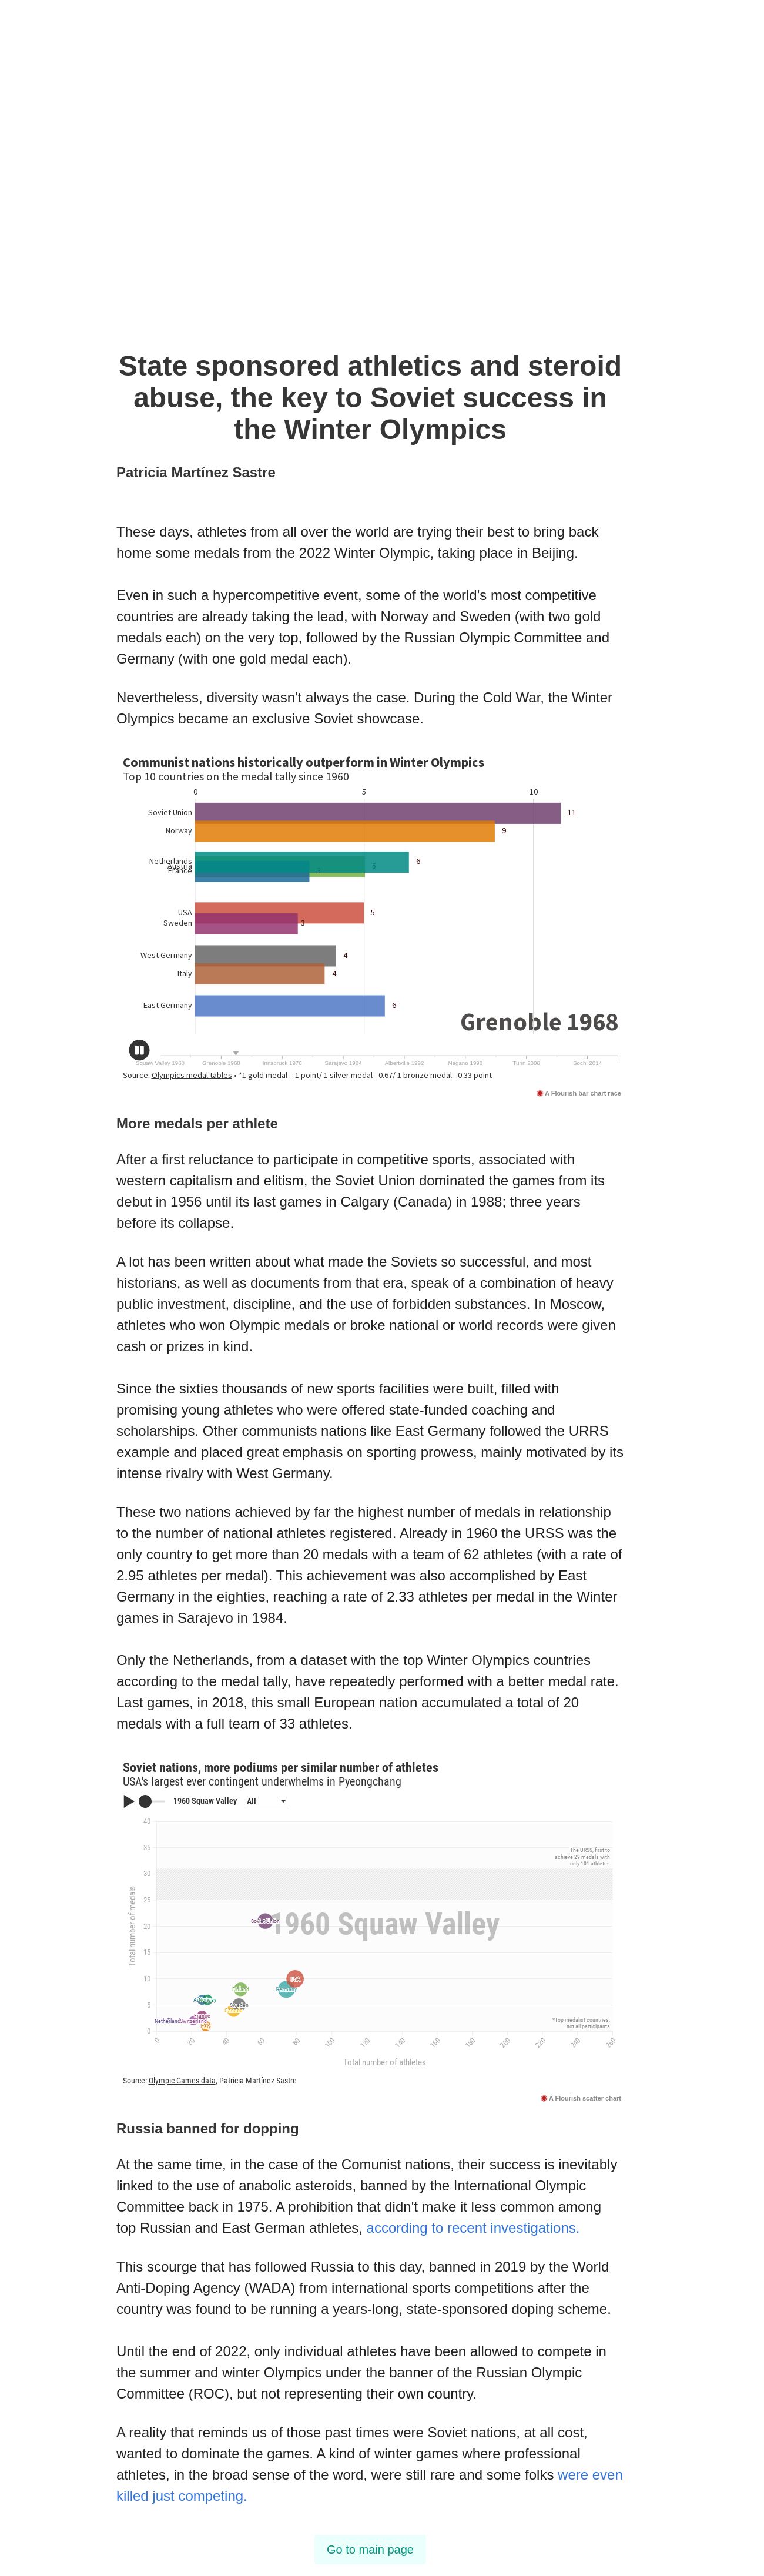 State sponsored athletics and steroid
abuse, the key to Soviet success in
the Winter Olympics
Patricia Martínez Sastre
These days, athletes from all over the world are trying their best to bring back
home some medals from the 2022 Winter Olympic, taking place in Beijing.
Even in such a hypercompetitive event, some of the world's most competitive
countries are already taking the lead, with Norway and Sweden (with two gold
medals each) on the very top, followed by the Russian Olympic Committee and
Germany (with one gold medal each).
Nevertheless, diversity wasn't always the case. During the Cold War, the Winter
Olympics became an exclusive Soviet showcase.
Communist nations historically outperform in Winter Olympics
Top 10 countries on the medal tally since 1960
0 5 10
Soviet Union 11
Norway 9
Netherlands 6
Austria
France
USA 5
Sweden 3
West Germany 4
Italy 4
East Germany 6
Grenoble 1968
Squaw Valley 1960 Grenoble 1968 Innsbruck 1976 Sarajevo 1984 Albertville 1992 Nagano 1998 Turin 2006 Sochi 2014
Source: Olympics medal tables • *1 gold medal = 1 point/ 1 silver medal= 0.67/ 1 bronze medal= 0.33 point
A Flourish bar chart race
More medals per athlete
After a first reluctance to participate in competitive sports, associated with
western capitalism and elitism, the Soviet Union dominated the games from its
debut in 1956 until its last games in Calgary (Canada) in 1988; three years
before its collapse.
A lot has been written about what made the Soviets so successful, and most
historians, as well as documents from that era, speak of a combination of heavy
public investment, discipline, and the use of forbidden substances. In Moscow,
athletes who won Olympic medals or broke national or world records were given
cash or prizes in kind.
Since the sixties thousands of new sports facilities were built, filled with
promising young athletes who were offered state-funded coaching and
scholarships. Other communists nations like East Germany followed the URRS
example and placed great emphasis on sporting prowess, mainly motivated by its
intense rivalry with West Germany.
These two nations achieved by far the highest number of medals in relationship
to the number of national athletes registered. Already in 1960 the URSS was the
only country to get more than 20 medals with a team of 62 athletes (with a rate of
2.95 athletes per medal). This achievement was also accomplished by East
Germany in the eighties, reaching a rate of 2.33 athletes per medal in the Winter
games in Sarajevo in 1984.
Only the Netherlands, from a dataset with the top Winter Olympics countries
according to the medal tally, have repeatedly performed with a better medal rate.
Last games, in 2018, this small European nation accumulated a total of 20
medals with a full team of 33 athletes.
Soviet nations, more podiums per similar number of athletes
USA's largest ever contingent underwhelms in Pyeongchang
1960 Squaw Valley All
40
35
The URSS, first to
achieve 29 medals with
only 101 athletes
30
25
1960 Squaw Valley
20
15
10
5
*Top medalist countries,
not all participants
0
0 20 40 60 80 100 120 140 160 180 200 220 240 260
Total number of medals
Total number of athletes
Source: Olympic Games data, Patricia Martínez Sastre
A Flourish scatter chart
Russia banned for dopping
At the same time, in the case of the Comunist nations, their success is inevitably
linked to the use of anabolic asteroids, banned by the International Olympic
Committee back in 1975. A prohibition that didn't make it less common among
top Russian and East German athletes, according to recent investigations.
This scourge that has followed Russia to this day, banned in 2019 by the World
Anti-Doping Agency (WADA) from international sports competitions after the
country was found to be running a years-long, state-sponsored doping scheme.
Until the end of 2022, only individual athletes have been allowed to compete in
the summer and winter Olympics under the banner of the Russian Olympic
Committee (ROC), but not representing their own country.
A reality that reminds us of those past times were Soviet nations, at all cost,
wanted to dominate the games. A kind of winter games where professional
athletes, in the broad sense of the word, were still rare and some folks were even
killed just competing.
Go to main page